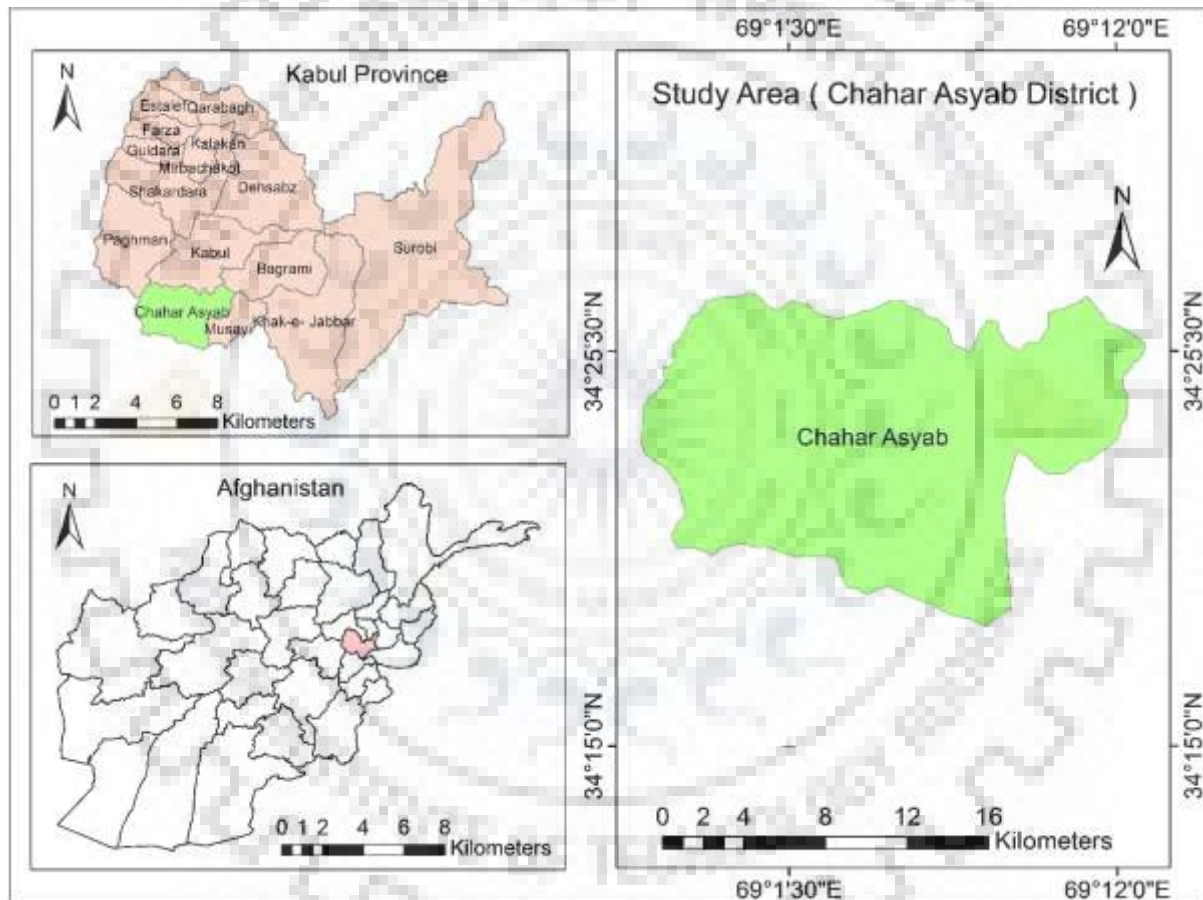 69°1'30"E 69°12'0"E
N
Kabul Province
Estalef Qarabagh
Farza Kalakan
Guldara
Mirbachakot
Shakardara Dehsabz
Paghman Kabul Surobi
Bagrami
Chahar Asyab
Musayi Khak-e- Jabbar
0 1 2 4 6 8
Kilometers
N
Afghanistan
0 1 2 4 6 8
Kilometers
Study Area ( Chahar Asyab District )
N
34°25'30"N 34°25'30"N
Chahar Asyab
34°15'0"N 34°15'0"N
0 2 4 8 12 16
Kilometers
69°1'30"E 69°12'0"E